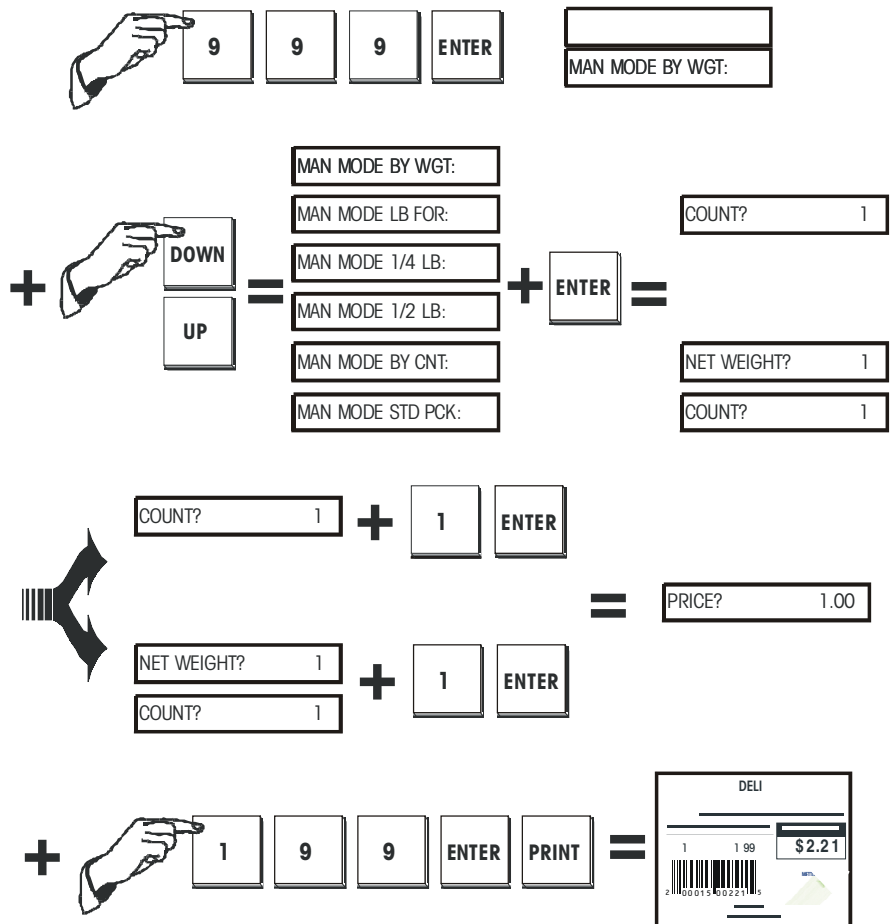 9 9 9 ENTER
MAN MODE BY WGT:
DOWN
UP
MAN MODE BY WGT:
MAN MODE LB FOR:
MAN MODE 1/4 LB:
MAN MODE 1/2 LB:
MAN MODE BY CNT:
MAN MODE STD PCK:
+ ENTER =
COUNT? 1
NET WEIGHT? 1
COUNT? 1
COUNT? 1 + 1 ENTER
NET WEIGHT? 1
COUNT? 1
+ 1 ENTER
= PRICE? 1.00
+ 1 9 9 ENTER PRINT =
DELI
1 1 99 $2.21
2 00015 00221 5